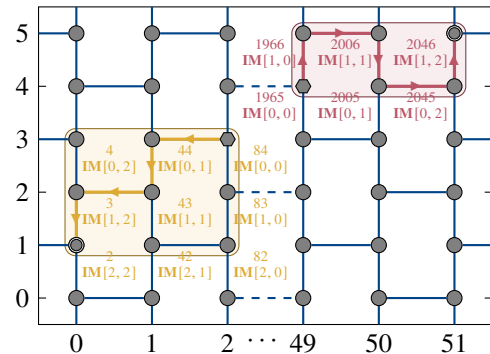 5
1966 2006 2046
IM[1, 0] IM[1, 1] IM[1, 2]
4
1965 2005 2045
IM[0, 0] IM[0, 1] IM[0, 2]
3
4 44 84
IM[0, 2] IM[0, 1] IM[0, 0]
2
3 43 83
IM[1, 2] IM[1, 1] IM[1, 0]
1
2 42 82
IM[2, 2] IM[2, 1] IM[2, 0]
0
0 1 2 ··· 49 50 51